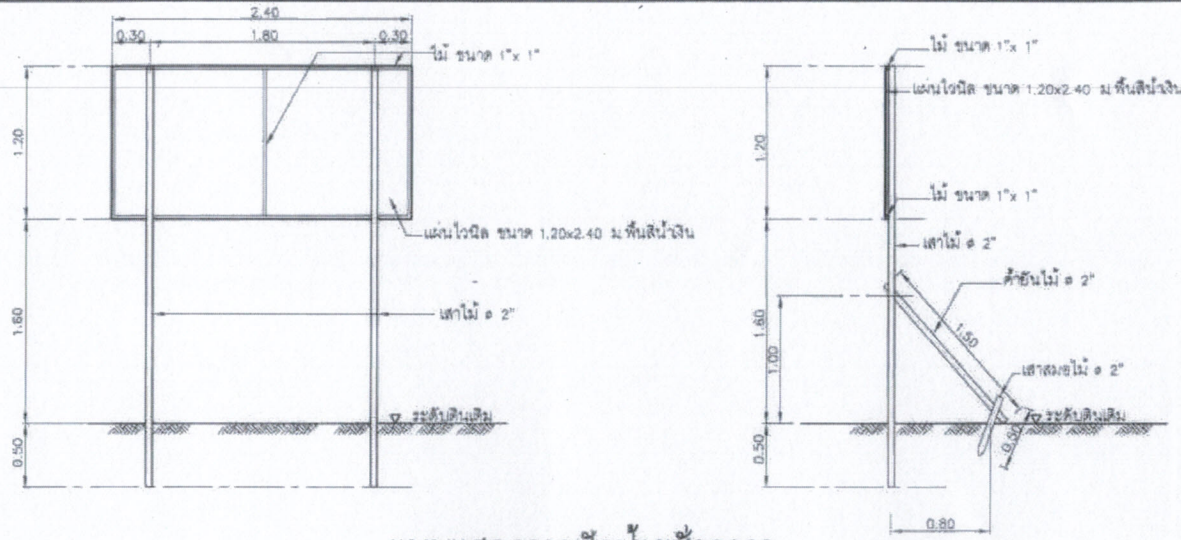 2.40
0.30 1.80 0.30
ไม้ ขนาด 1"x 1"
1.20
แผ่นไวนิล ขนาด 1.20x2.40 ม.พื้นสีน้ำเงิน
1.60
เสาไม้ ø 2"
ระดับดินเดิม
0.50
ไม้ ขนาด 1"x 1"
แผ่นไวนิล ขนาด 1.20x2.40 ม.พื้นสีน้ำเงิน
1.20
ไม้ ขนาด 1"x 1"
เสาไม้ ø 2"
ค้ำยันไม้ ø 2"
1.60
1.00
1.50
เสาสมอไม้ ø 2"
ระดับดินเดิม
0.50
0.80